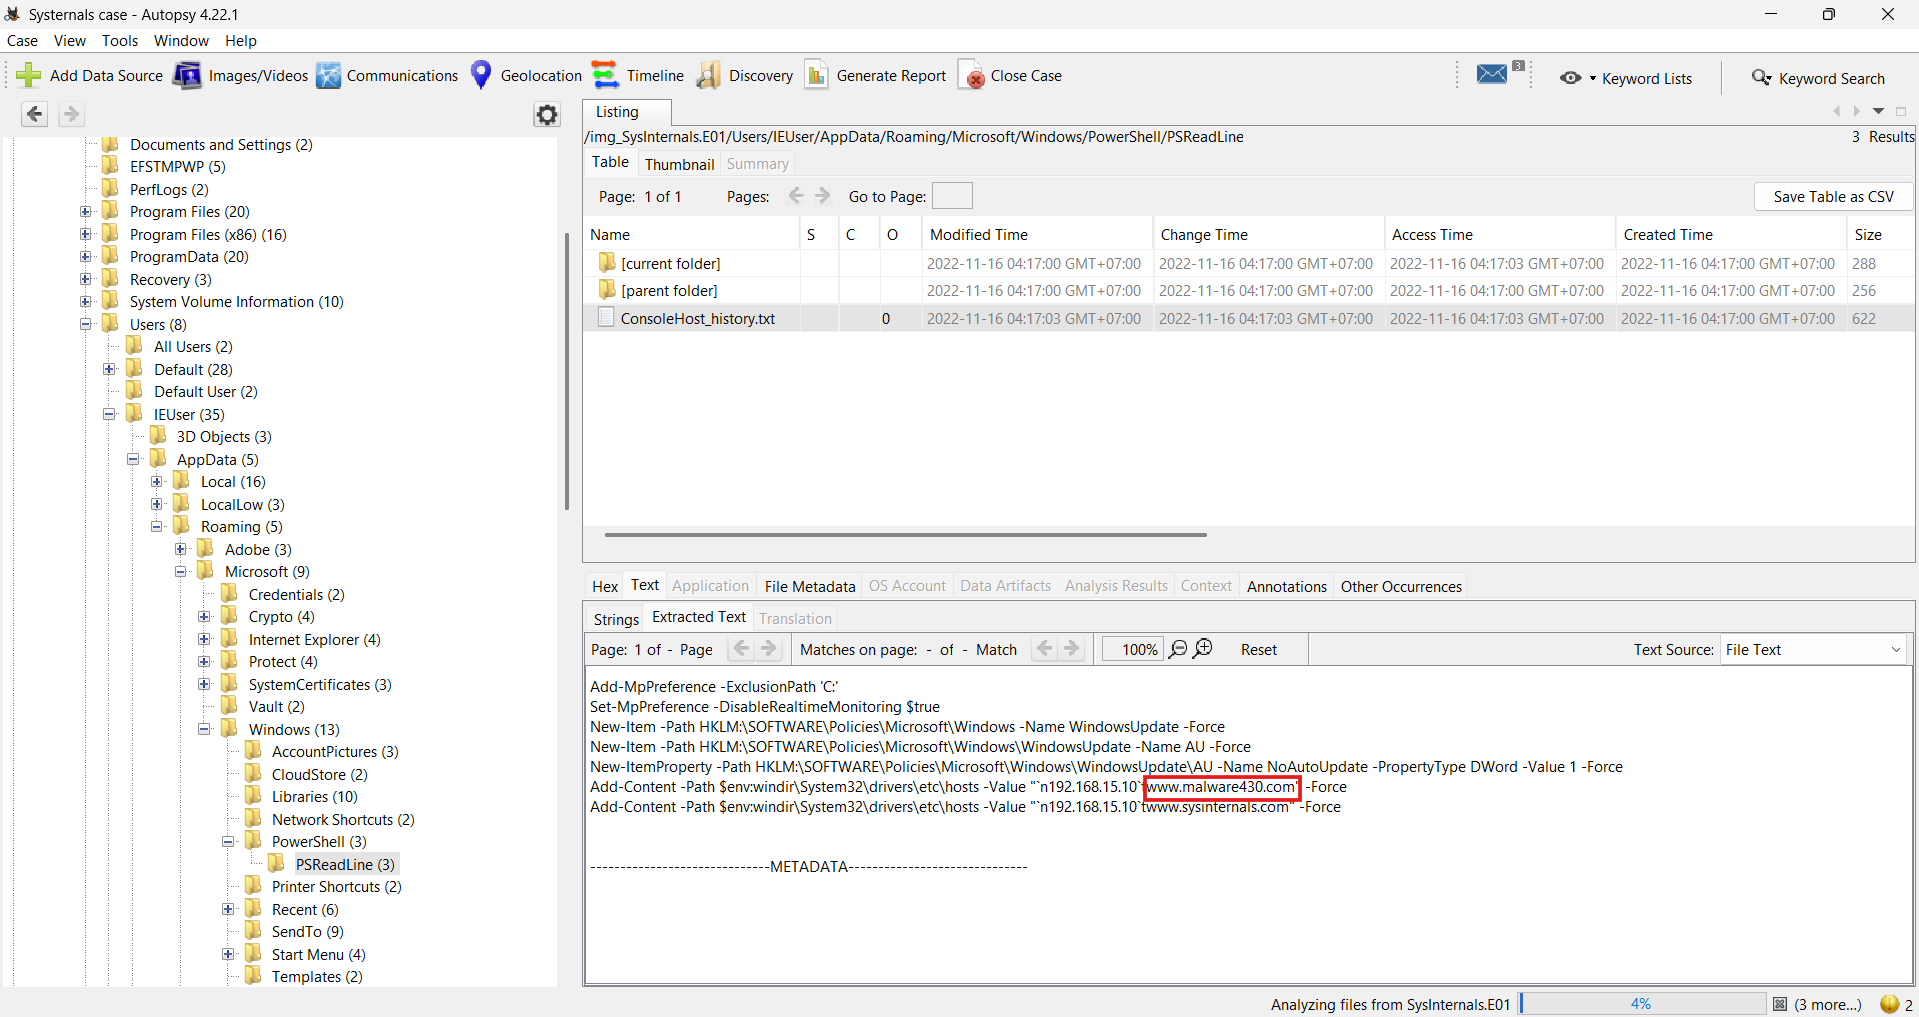 Systernals case - Autopsy 4.22.1
Case View Tools Window Help
Add Data Source Images/Videos Communications Geolocation Timeline Discovery Generate Report Close Case 3 Keyword Lists Keyword Search
Documents and Settings (2)
EFSTMPWP (5)
PerfLogs (2)
Program Files (20)
Program Files (x86) (16)
ProgramData (20)
Recovery (3)
System Volume Information (10)
Users (8)
All Users (2)
Default (28)
Default User (2)
IEUser (35)
3D Objects (3)
AppData (5)
Local (16)
LocalLow (3)
Roaming (5)
Adobe (3)
Microsoft (9)
Credentials (2)
Crypto (4)
Internet Explorer (4)
Protect (4)
SystemCertificates (3)
Vault (2)
Windows (13)
AccountPictures (3)
CloudStore (2)
Libraries (10)
Network Shortcuts (2)
PowerShell (3)
PSReadLine (3)
Printer Shortcuts (2)
Recent (6)
SendTo (9)
Start Menu (4)
Templates (2)
Listing
/img_SysInternals.E01/Users/IEUser/AppData/Roaming/Microsoft/Windows/PowerShell/PSReadLine 3 Results
Table Thumbnail Summary
Page: 1 of 1 Pages: Go to Page: Save Table as CSV
Name S C O Modified Time Change Time Access Time Created Time Size
[current folder] 2022-11-16 04:17:00 GMT+07:00 2022-11-16 04:17:00 GMT+07:00 2022-11-16 04:17:03 GMT+07:00 2022-11-16 04:17:00 GMT+07:00 288
[parent folder] 2022-11-16 04:17:00 GMT+07:00 2022-11-16 04:17:00 GMT+07:00 2022-11-16 04:17:03 GMT+07:00 2022-11-16 04:17:00 GMT+07:00 256
ConsoleHost_history.txt 0 2022-11-16 04:17:03 GMT+07:00 2022-11-16 04:17:03 GMT+07:00 2022-11-16 04:17:03 GMT+07:00 2022-11-16 04:17:00 GMT+07:00 622
Hex Text Application File Metadata OS Account Data Artifacts Analysis Results Context Annotations Other Occurrences
Strings Extracted Text Translation
Page: 1 of - Page Matches on page: - of - Match 100% Reset Text Source: File Text
Add-MpPreference -ExclusionPath 'C:'
Set-MpPreference -DisableRealtimeMonitoring $true
New-Item -Path HKLM:\SOFTWARE\Policies\Microsoft\Windows -Name WindowsUpdate -Force
New-Item -Path HKLM:\SOFTWARE\Policies\Microsoft\Windows\WindowsUpdate -Name AU -Force
New-ItemProperty -Path HKLM:\SOFTWARE\Policies\Microsoft\Windows\WindowsUpdate\AU -Name NoAutoUpdate -PropertyType DWord -Value 1 -Force
Add-Content -Path $env:windir\System32\drivers\etc\hosts -Value "`n192.168.15.10`twww.malware430.com" -Force
Add-Content -Path $env:windir\System32\drivers\etc\hosts -Value "`n192.168.15.10`twww.sysinternals.com" -Force
------------------------------METADATA------------------------------
Analyzing files from SysInternals.E01 4% (3 more...) 2